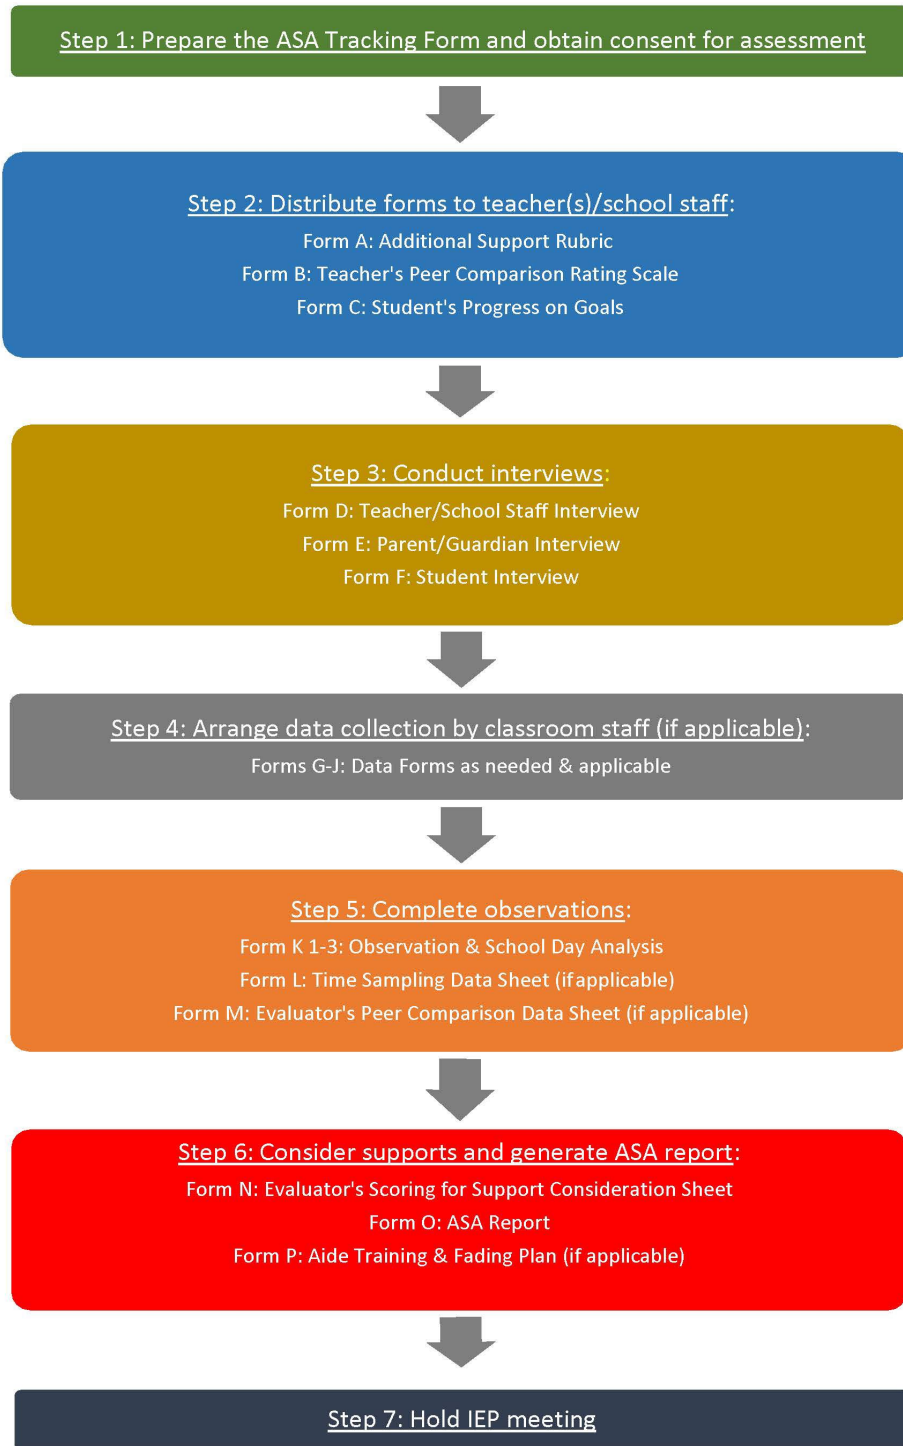 Step 1: Prepare the ASA Tracking Form and obtain consent for assessment
Step 2: Distribute forms to teacher(s)/school staff:
Form A: Additional Support Rubric
Form B: Teacher's Peer Comparison Rating Scale
Form C: Student's Progress on Goals
Step 3: Conduct interviews:
Form D: Teacher/School Staff Interview
Form E: Parent/Guardian Interview
Form F: Student Interview
Step 4: Arrange data collection by classroom staff (if applicable):
Forms G-J: Data Forms as needed & applicable
Step 5: Complete observations:
Form K 1-3: Observation & School Day Analysis
Form L: Time Sampling Data Sheet (if applicable)
Form M: Evaluator's Peer Comparison Data Sheet (if applicable)
Step 6: Consider supports and generate ASA report:
Form N: Evaluator's Scoring for Support Consideration Sheet
Form O: ASA Report
Form P: Aide Training & Fading Plan (if applicable)
Step 7: Hold IEP meeting